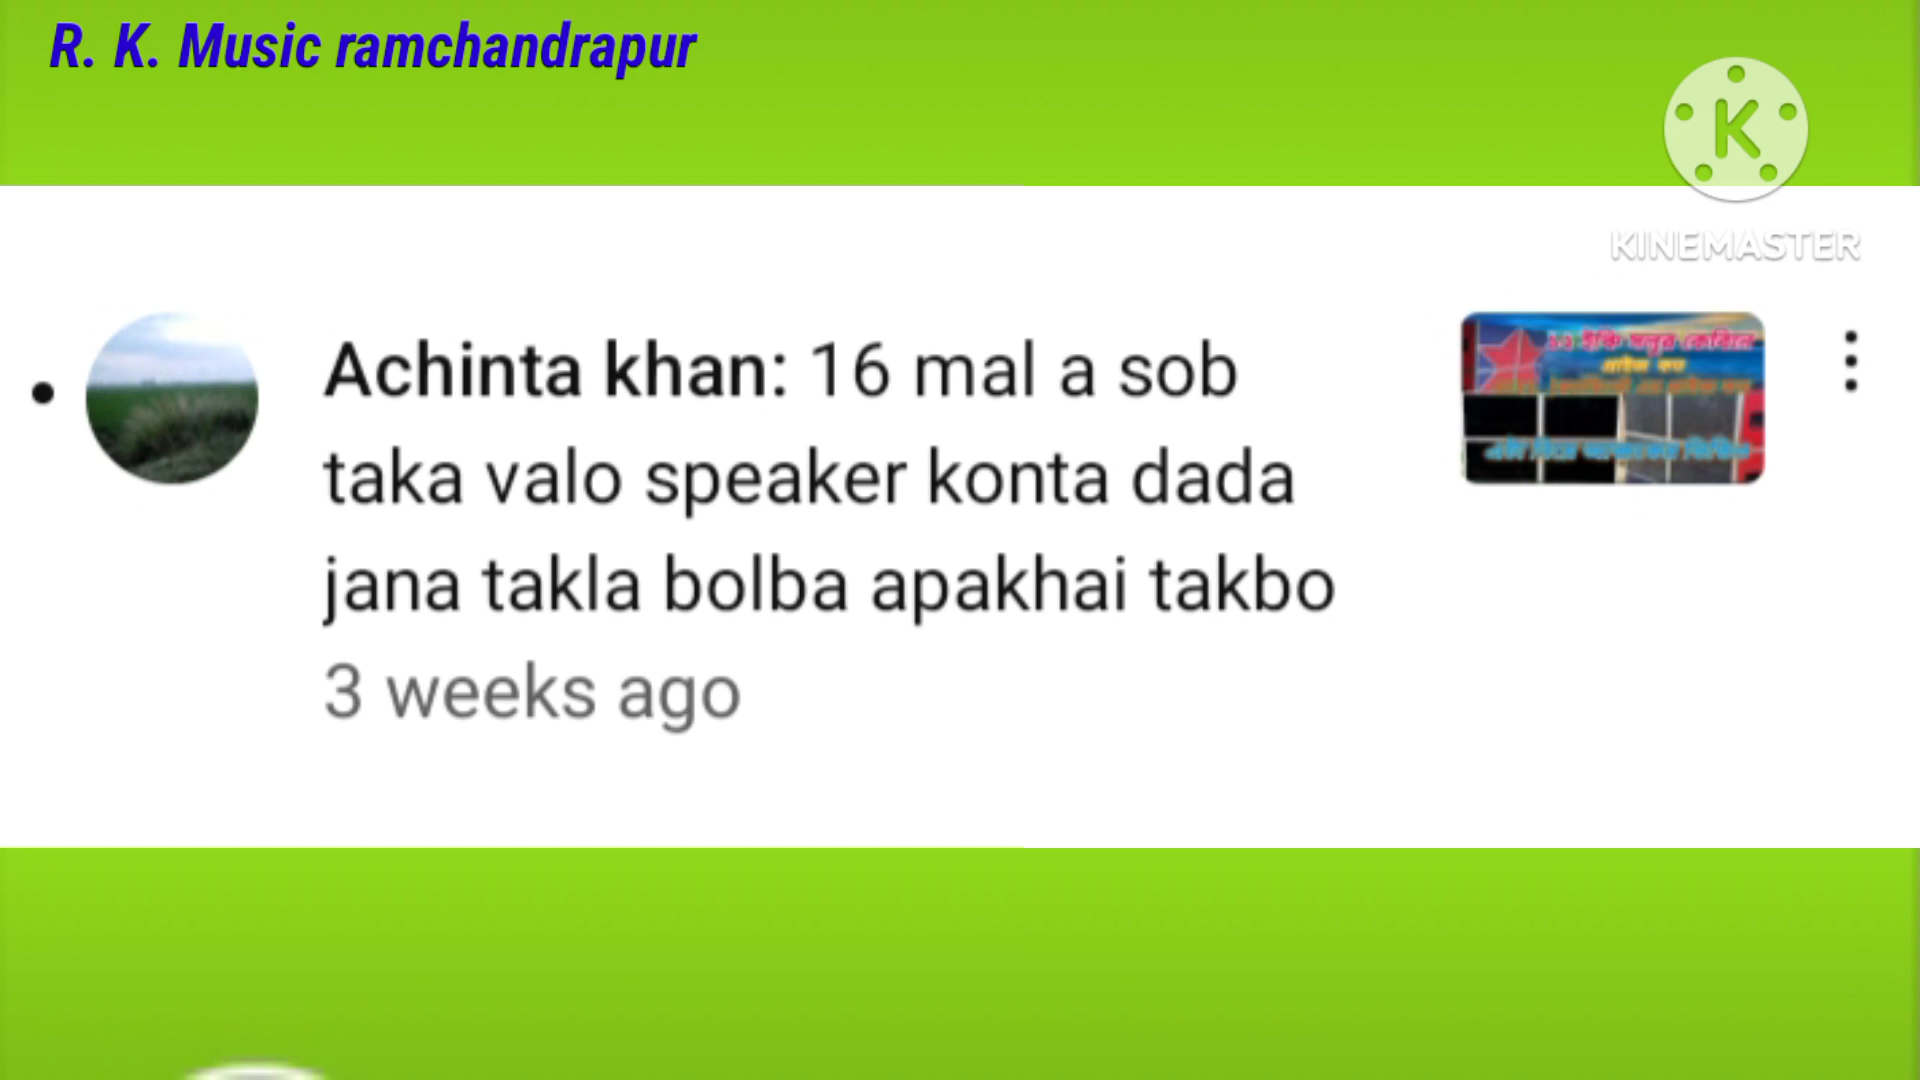 R. K. Music ramchandrapur
K
KINEMASTER
Achinta khan: 16 mal a sob
taka valo speaker konta dada
jana takla bolba apakhai takbo
3 weeks ago